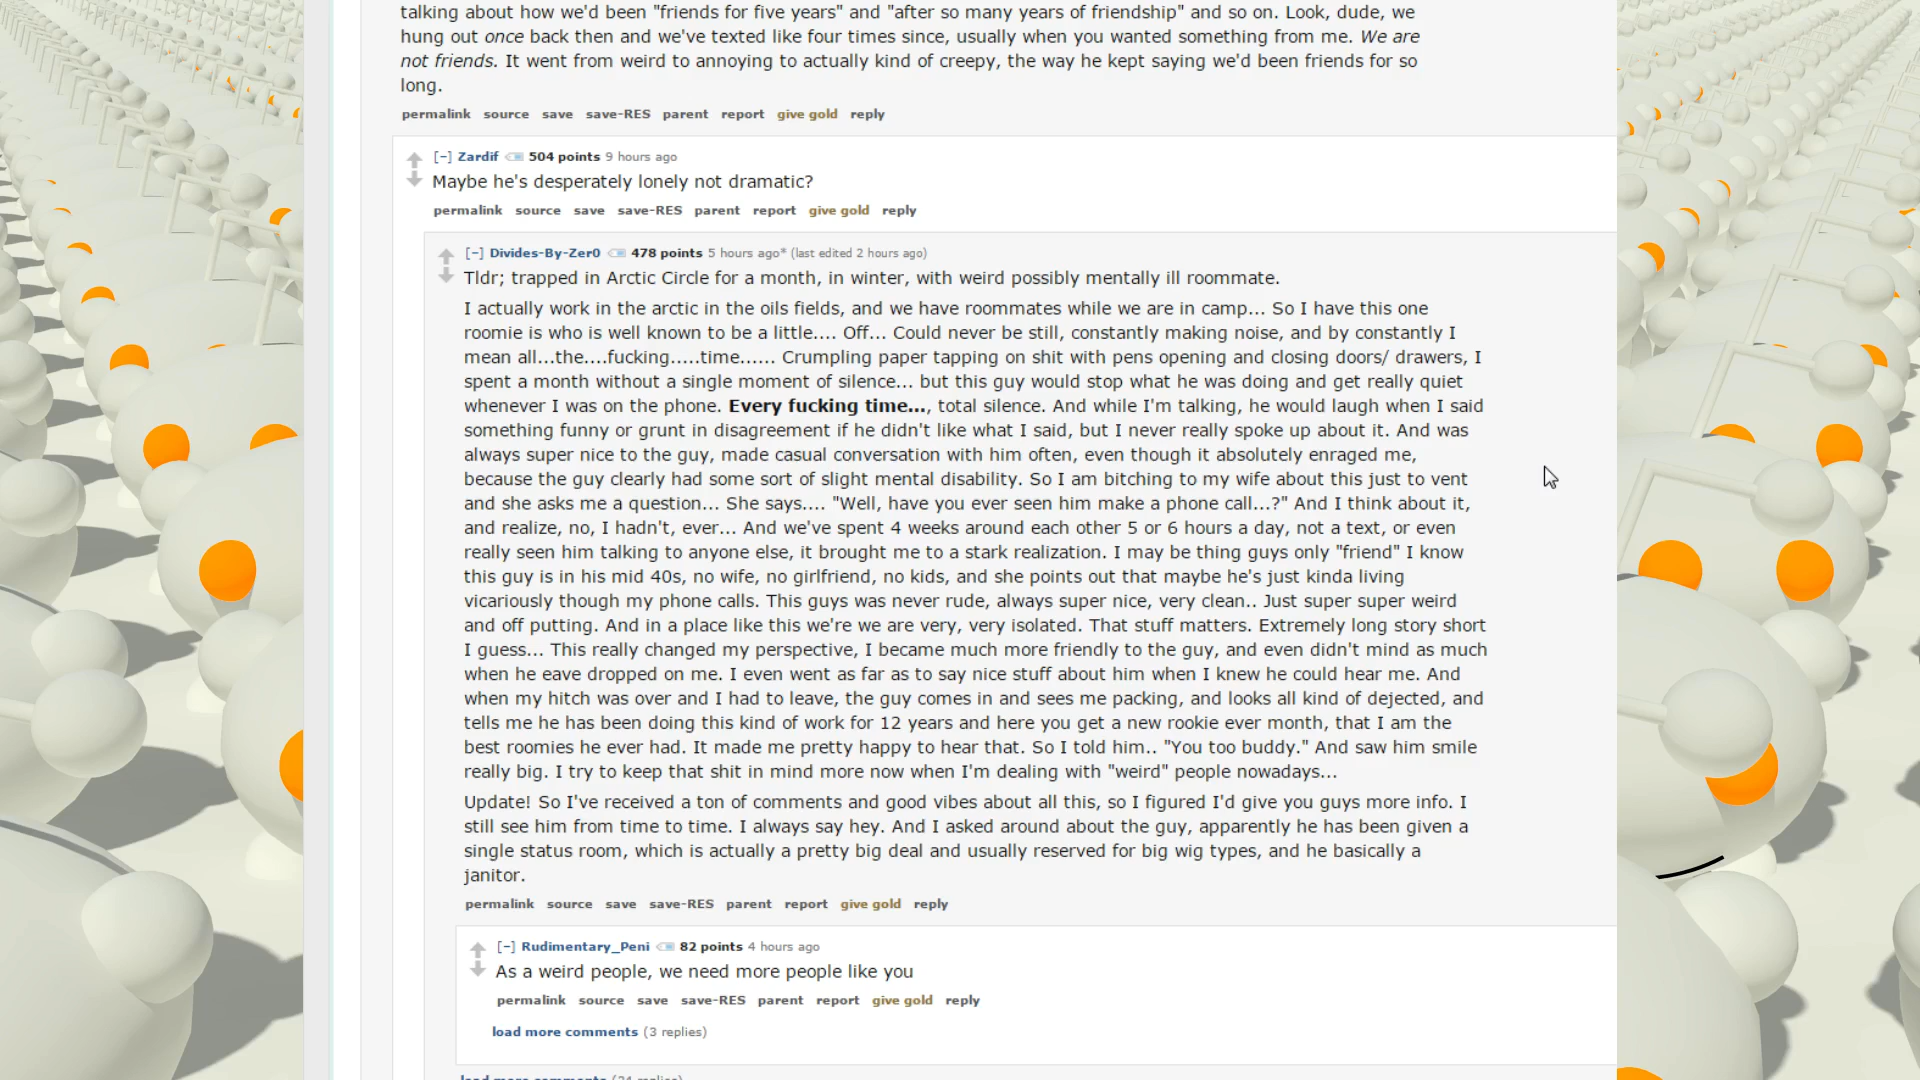 talking about how we'd been "friends for five years" and "after so many years of friendship" and so on. Look, dude, we
hung out once back then and we've texted like four times since, usually when you wanted something from me. We are
not friends. It went from weird to annoying to actually kind of creepy, the way he kept saying we'd been friends for so
long.
permalink source save save-RES parent report give gold reply
[–] Zardif 504 points 9 hours ago
Maybe he's desperately lonely not dramatic?
permalink source save save-RES parent report give gold reply
[–] Divides-By-Zer0 478 points 5 hours ago* (last edited 2 hours ago)
Tldr; trapped in Arctic Circle for a month, in winter, with weird possibly mentally ill roommate.
I actually work in the arctic in the oils fields, and we have roommates while we are in camp... So I have this one
roomie is who is well known to be a little.... Off... Could never be still, constantly making noise, and by constantly I
mean all...the....fucking.....time...... Crumpling paper tapping on shit with pens opening and closing doors/ drawers, I
spent a month without a single moment of silence... but this guy would stop what he was doing and get really quiet
whenever I was on the phone. Every fucking time..., total silence. And while I'm talking, he would laugh when I said
something funny or grunt in disagreement if he didn't like what I said, but I never really spoke up about it. And was
always super nice to the guy, made casual conversation with him often, even though it absolutely enraged me,
because the guy clearly had some sort of slight mental disability. So I am bitching to my wife about this just to vent
and she asks me a question... She says.... "Well, have you ever seen him make a phone call...?" And I think about it,
and realize, no, I hadn't, ever... And we've spent 4 weeks around each other 5 or 6 hours a day, not a text, or even
really seen him talking to anyone else, it brought me to a stark realization. I may be thing guys only "friend" I know
this guy is in his mid 40s, no wife, no girlfriend, no kids, and she points out that maybe he's just kinda living
vicariously though my phone calls. This guys was never rude, always super nice, very clean.. Just super super weird
and off putting. And in a place like this we're we are very, very isolated. That stuff matters. Extremely long story short
I guess... This really changed my perspective, I became much more friendly to the guy, and even didn't mind as much
when he eave dropped on me. I even went as far as to say nice stuff about him when I knew he could hear me. And
when my hitch was over and I had to leave, the guy comes in and sees me packing, and looks all kind of dejected, and
tells me he has been doing this kind of work for 12 years and here you get a new rookie ever month, that I am the
best roomies he ever had. It made me pretty happy to hear that. So I told him.. "You too buddy." And saw him smile
really big. I try to keep that shit in mind more now when I'm dealing with "weird" people nowadays...
Update! So I've received a ton of comments and good vibes about all this, so I figured I'd give you guys more info. I
still see him from time to time. I always say hey. And I asked around about the guy, apparently he has been given a
single status room, which is actually a pretty big deal and usually reserved for big wig types, and he basically a
janitor.
permalink source save save-RES parent report give gold reply
[–] Rudimentary_Peni 82 points 4 hours ago
As a weird people, we need more people like you
permalink source save save-RES parent report give gold reply
load more comments (3 replies)
load more comments